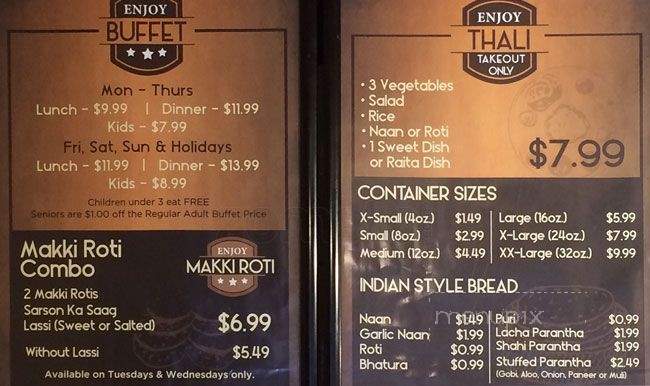 ENJOY
BUFFET
Mon - Thurs
Lunch - $9.99 | Dinner - $11.99
Kids - $7.99
Fri, Sat, Sun & Holidays
Lunch - $11.99 | Dinner - $13.99
Kids - $8.99
Children under 3 eat FREE
Seniors are $1.00 off the Regular Adult Buffet Price
Makki Roti
Combo
ENJOY
MAKKI ROTI
2 Makki Rotis
Sarson Ka Saag
Lassi (Sweet or Salted) $6.99
Without Lassi $5.49
Available on Tuesdays & Wednesdays only.
ENJOY
THALI
TAKEOUT
ONLY
• 3 Vegetables
• Salad
• Rice
• Naan or Roti
• 1 Sweet Dish
or Raita Dish
$7.99
CONTAINER SIZES
X-Small (4oz.) $1.49 Large (16oz.) $5.99
Small (8oz.) $2.99 X-Large (24oz.) $7.99
Medium (12oz.) $4.49 XX-Large (32oz.) $9.99
INDIAN STYLE BREAD
menupix
Naan $1.49 Puri $0.99
Garlic Naan $1.99 Lacha Parantha $1.99
Roti $0.99 Shahi Parantha $1.99
Bhatura $0.99 Stuffed Parantha $2.49
(Gobi, Aloo, Onion, Paneer or Muli)